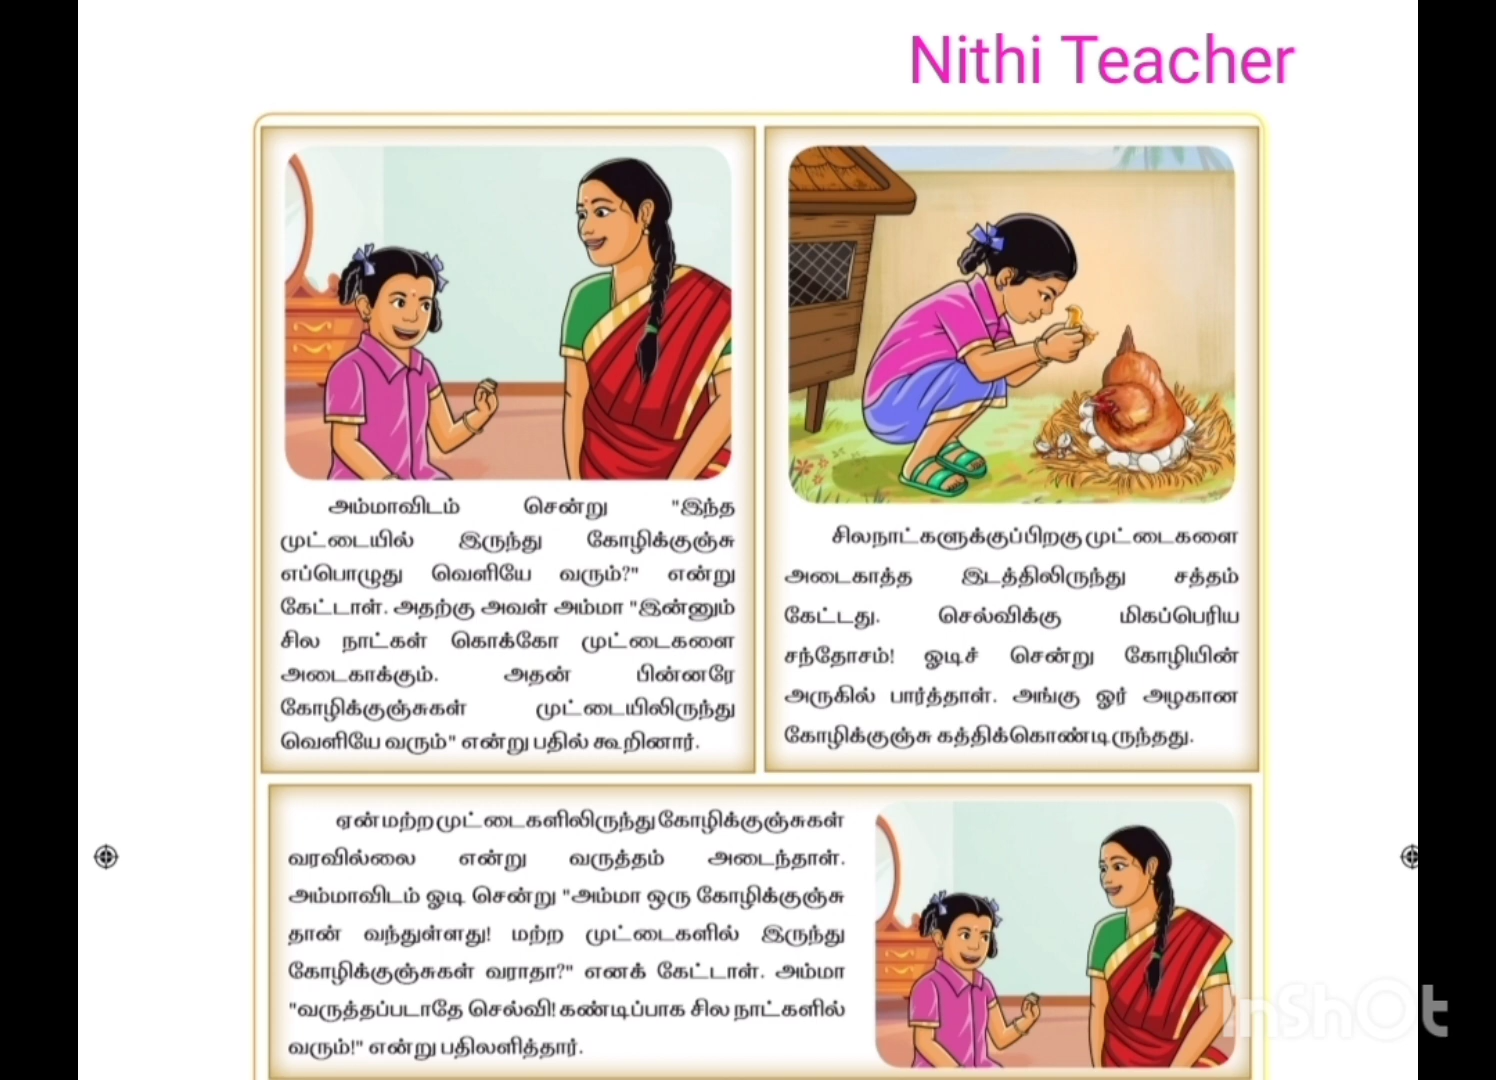 Nithi Teacher
அம்மாவிடம் சென்று "இந்த
முட்டையில் இருந்து கோழிக்குஞ்சு
எப்பொழுது வெளியே வரும்?" என்று
கேட்டாள். அதற்கு அவள் அம்மா "இன்னும்
சில நாட்கள் கொக்கோ முட்டைகளை
அடைகாக்கும். அதன் பின்னரே
கோழிக்குஞ்சுகள் முட்டையிலிருந்து
வெளியே வரும்" என்று பதில் கூறினார்.
சிலநாட்களுக்குப்பிறகு முட்டைகளை
அடைகாத்த இடத்திலிருந்து சத்தம்
கேட்டது. செல்விக்கு மிகப்பெரிய
சந்தோசம்! ஓடிச் சென்று கோழியின்
அருகில் பார்த்தாள். அங்கு ஓர் அழகான
கோழிக்குஞ்சு கத்திக்கொண்டிருந்தது.
ஏன் மற்ற முட்டைகளிலிருந்து கோழிக்குஞ்சுகள்
வரவில்லை என்று வருத்தம் அடைந்தாள்.
அம்மாவிடம் ஓடி சென்று "அம்மா ஒரு கோழிக்குஞ்சு
தான் வந்துள்ளது! மற்ற முட்டைகளில் இருந்து
கோழிக்குஞ்சுகள் வராதா?" எனக் கேட்டாள். அம்மா
"வருத்தப்படாதே செல்வி! கண்டிப்பாக சில நாட்களில்
வரும்!" என்று பதிலளித்தார்.
InShOt